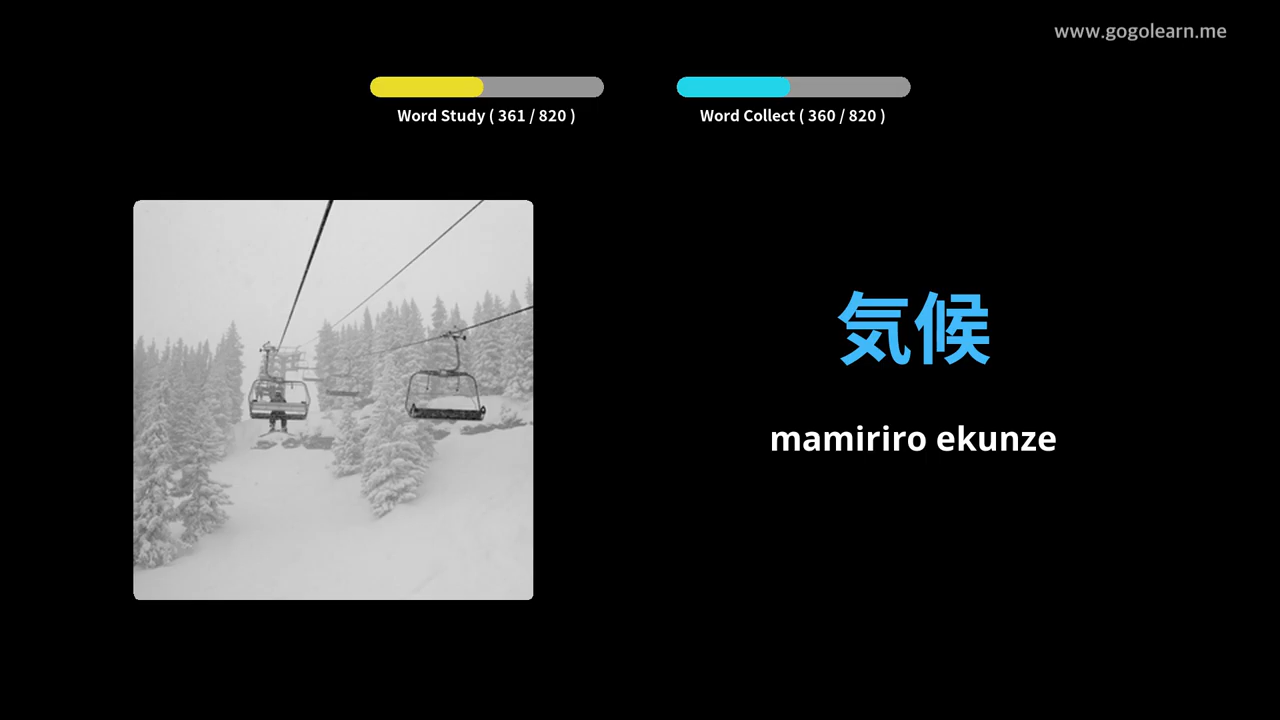 www.gogolearn.me
Word Study ( 361 / 820 )
Word Collect ( 360 / 820 )
気候
mamiriro ekunze